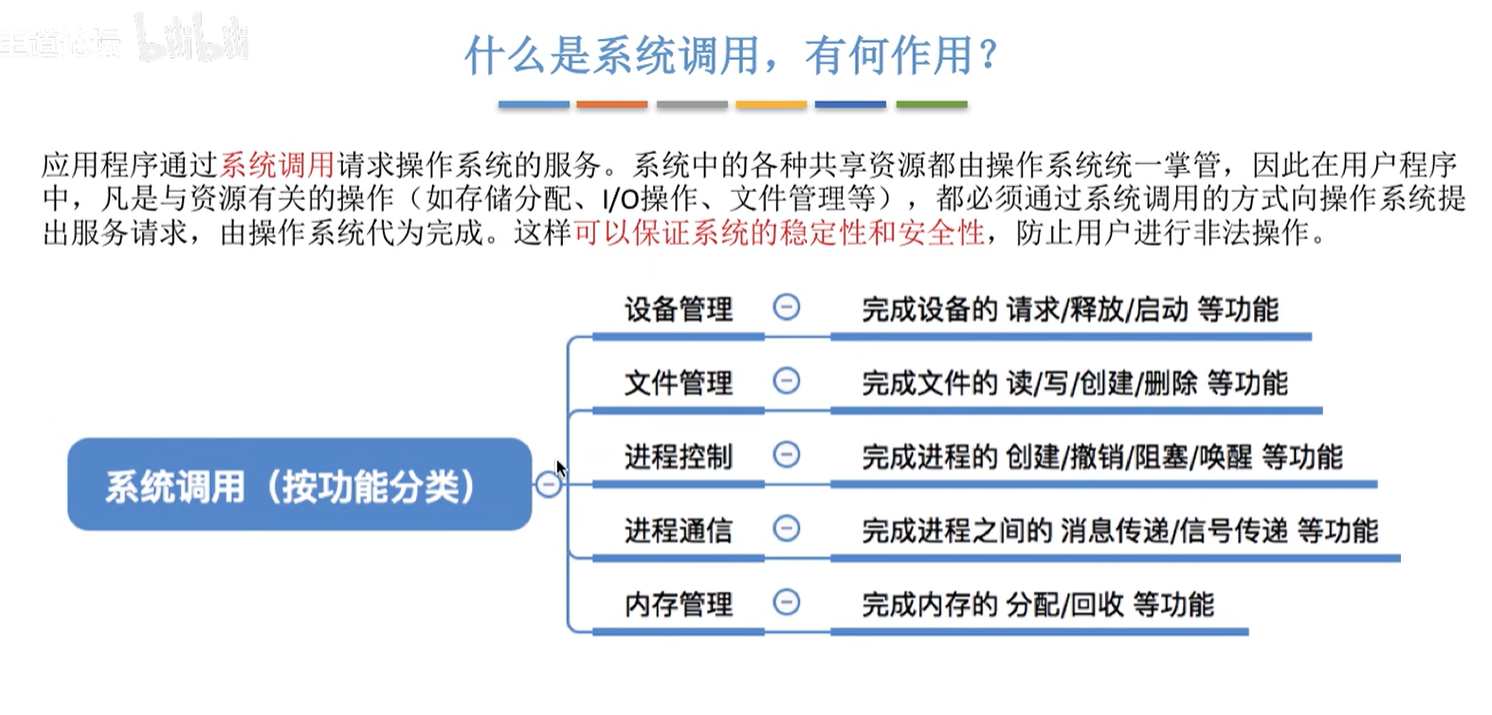 王道论坛 bilibili
什么是系统调用，有何作用？
应用程序通过系统调用请求操作系统的服务。系统中的各种共享资源都由操作系统统一掌管，因此在用户程序
中，凡是与资源有关的操作（如存储分配、I/O操作、文件管理等），都必须通过系统调用的方式向操作系统提
出服务请求，由操作系统代为完成。这样可以保证系统的稳定性和安全性，防止用户进行非法操作。
设备管理 完成设备的 请求/释放/启动 等功能
文件管理 完成文件的 读/写/创建/删除 等功能
系统调用（按功能分类）
进程控制 完成进程的 创建/撤销/阻塞/唤醒 等功能
进程通信 完成进程之间的 消息传递/信号传递 等功能
内存管理 完成内存的 分配/回收 等功能